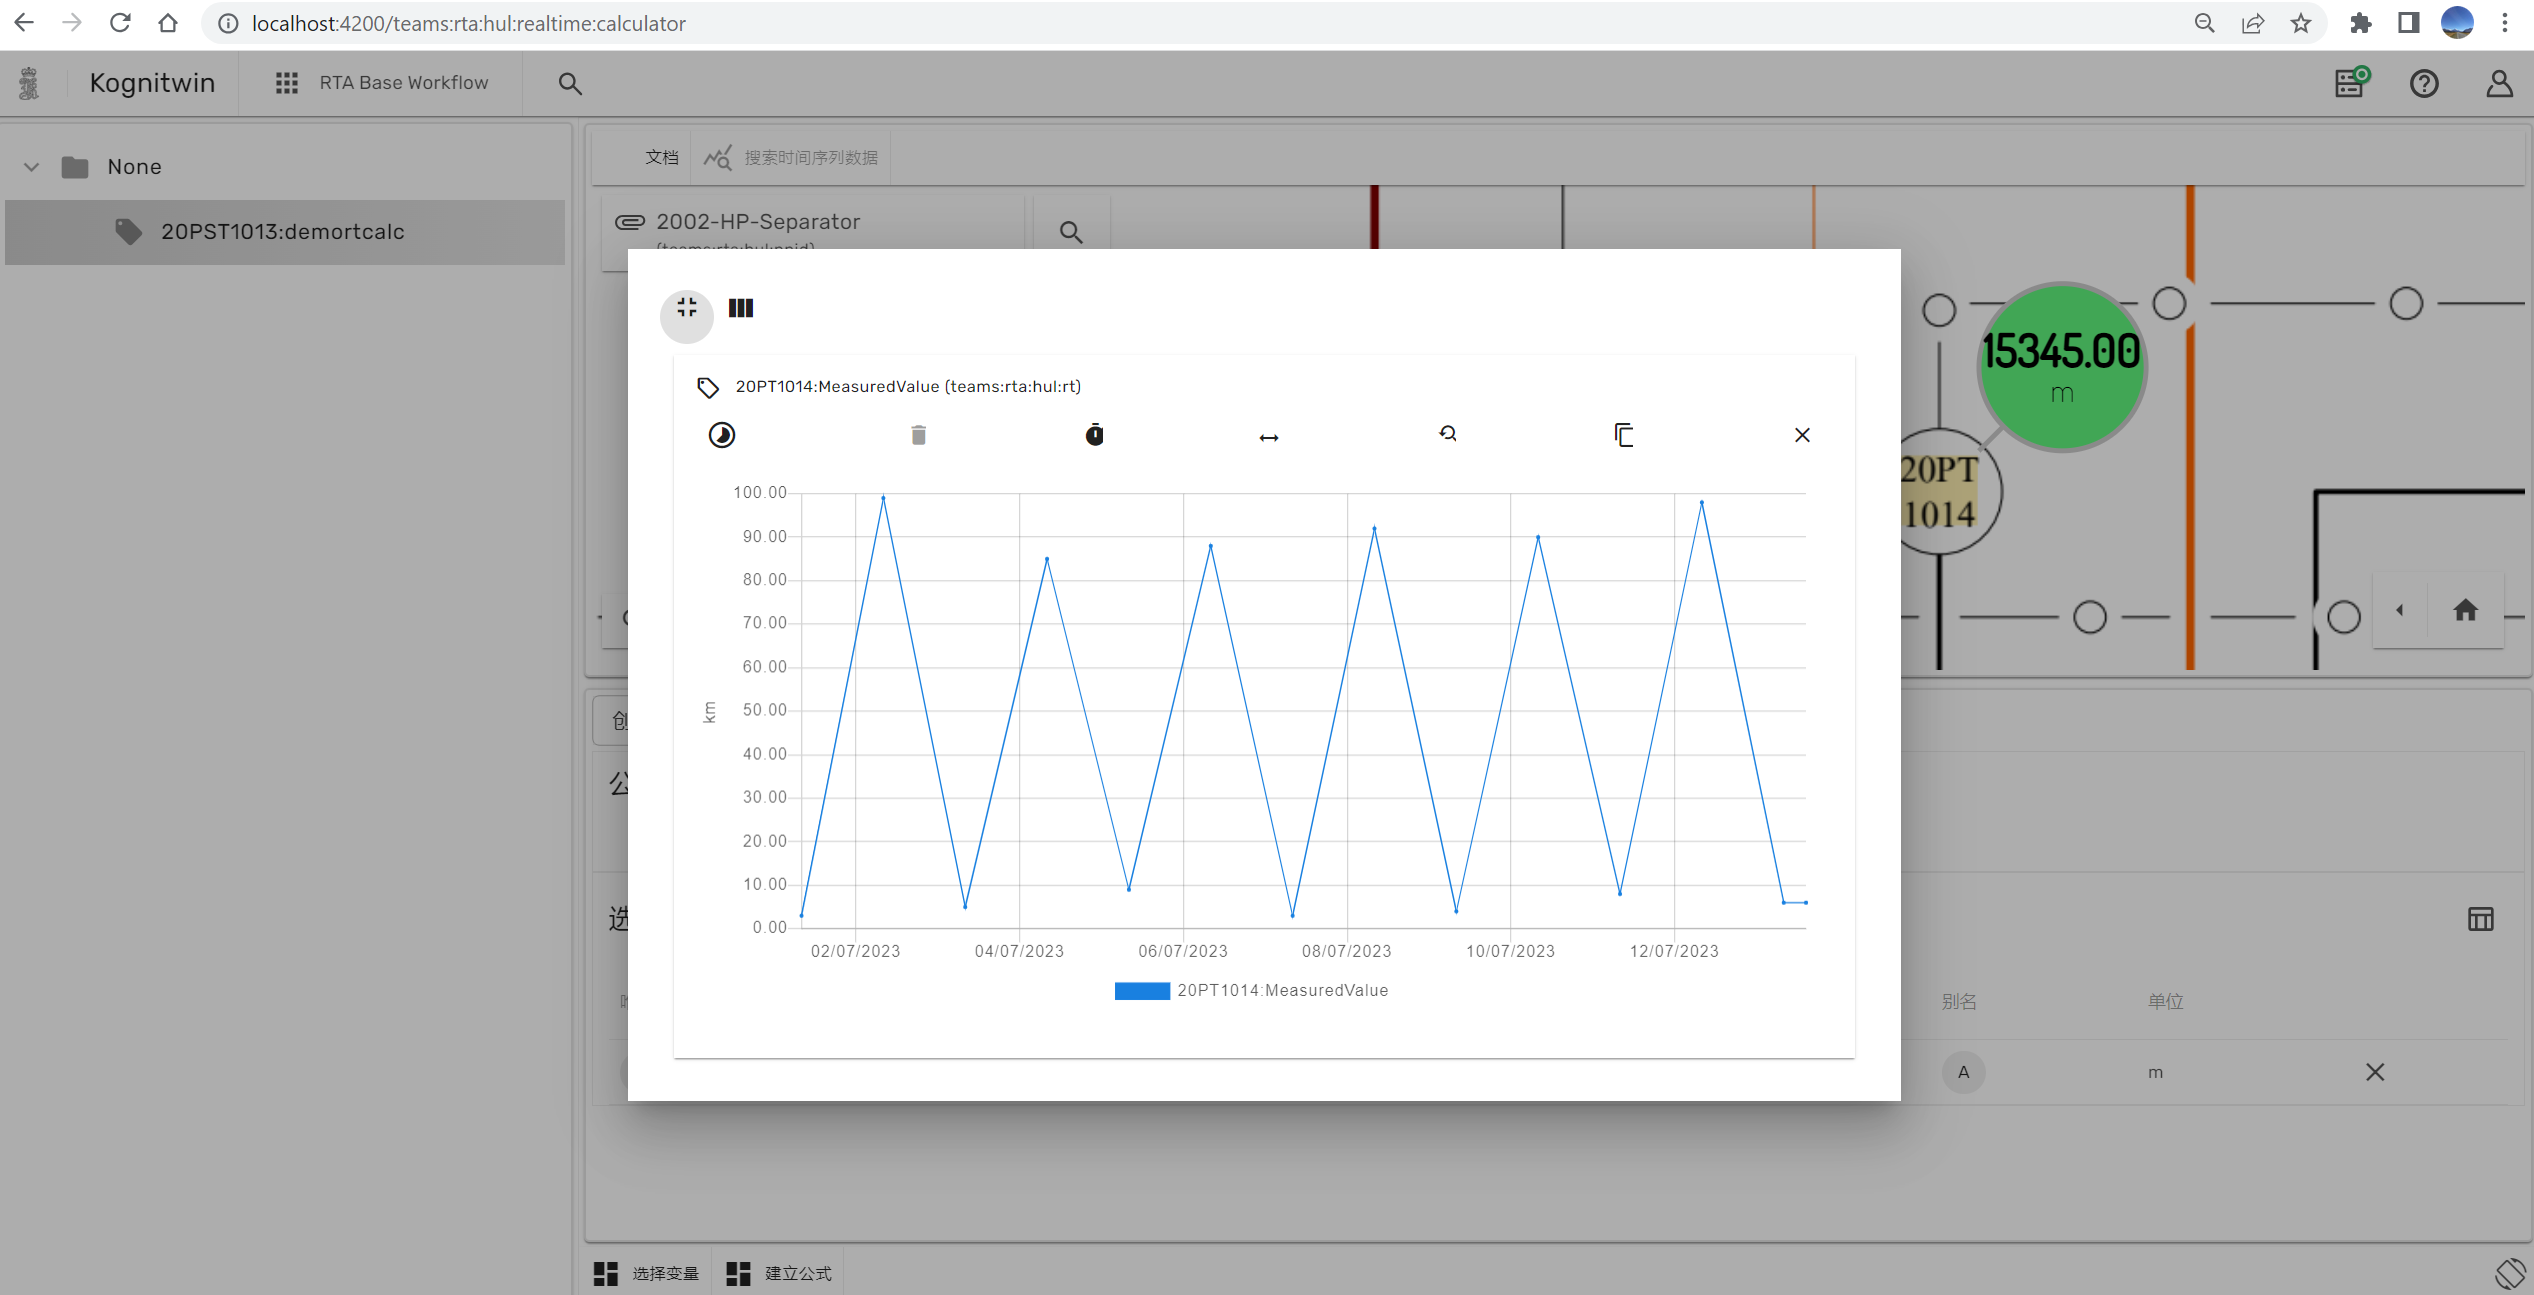 localhost:4200/teams:rta:hul:realtime:calculator
Kognitwin
RTA Base Workflow
None
20PST1013:demortcalc
文档
搜索时间序列数据
2002-HP-Separator
15345.00
m
20PT
1014
20PT1014:MeasuredValue (teams:rta:hul:rt)
100.00
90.00
80.00
70.00
60.00
50.00
40.00
30.00
20.00
10.00
0.00
km
02/07/2023 04/07/2023 06/07/2023 08/07/2023 10/07/2023 12/07/2023
20PT1014:MeasuredValue
创
公
选
别名 单位
A m
选择变量 建立公式